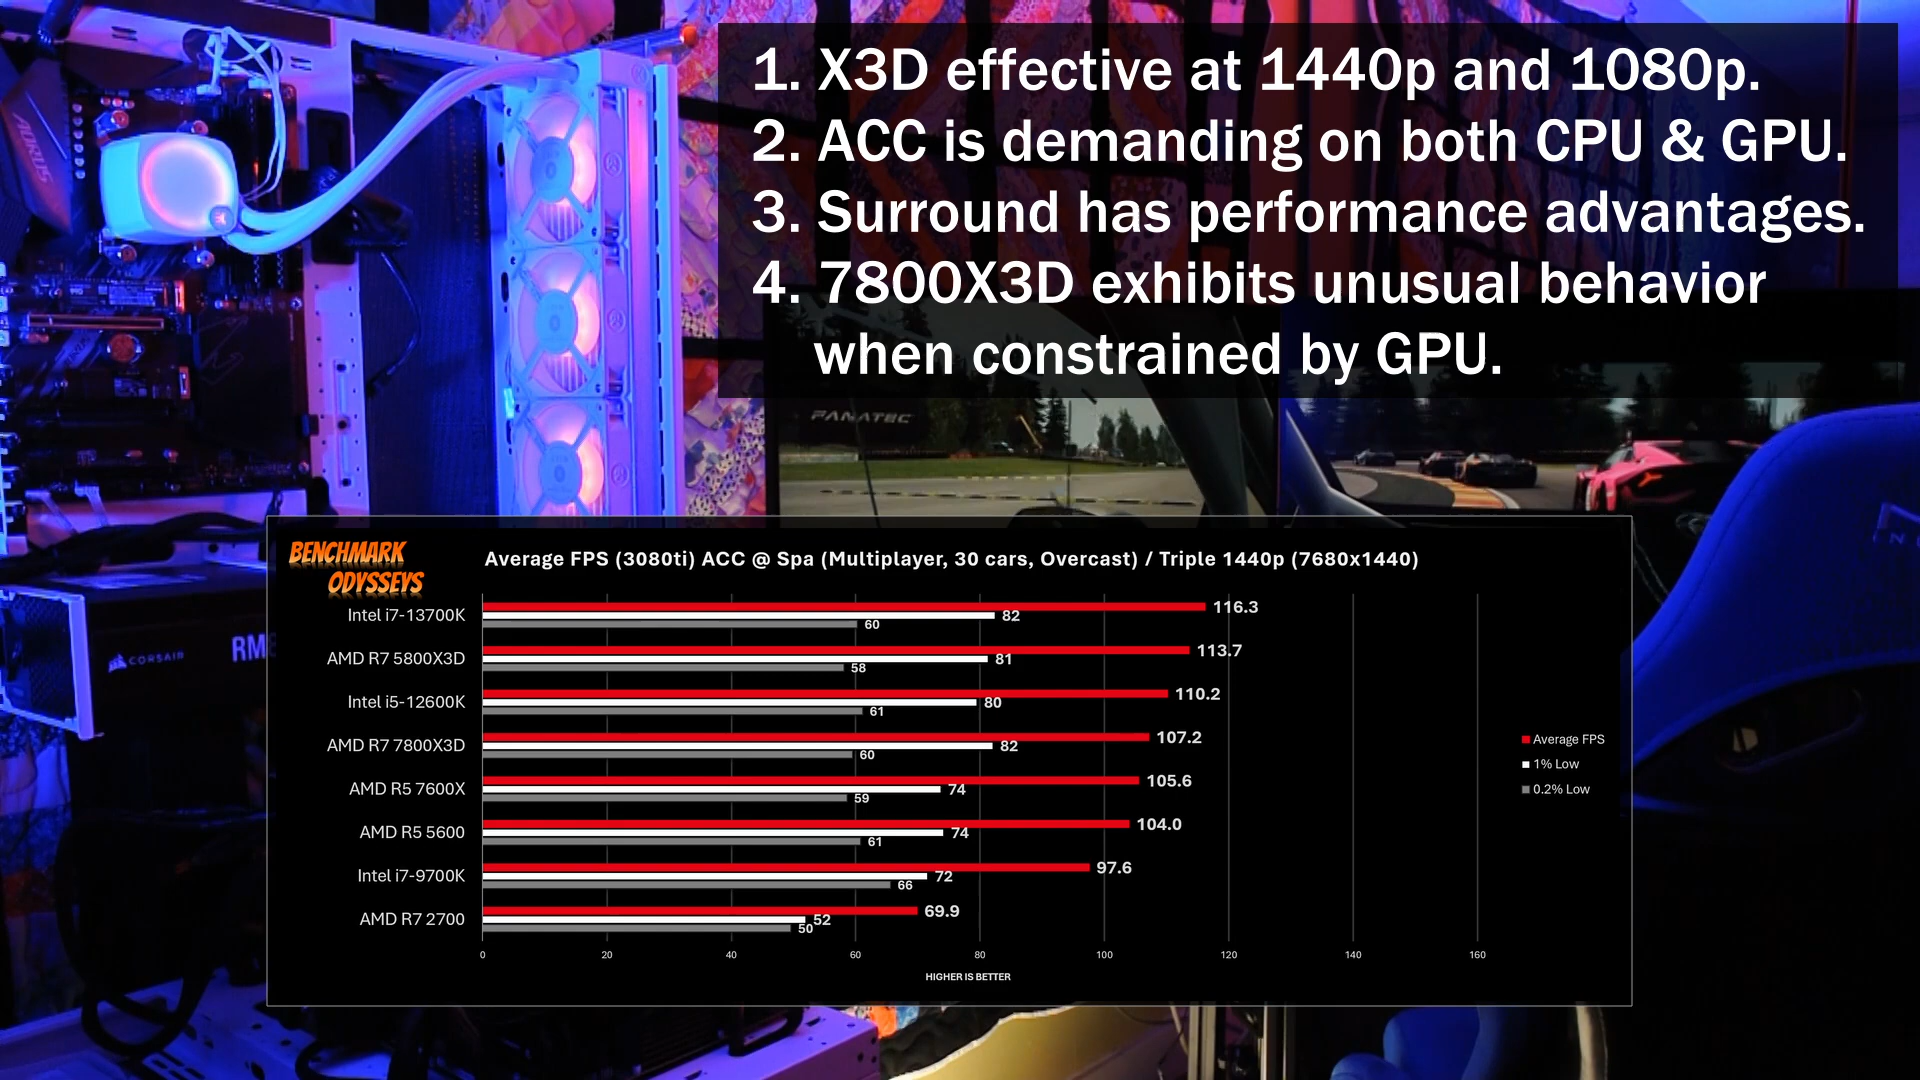 1. X3D effective at 1440p and 1080p.
2. ACC is demanding on both CPU & GPU.
3. Surround has performance advantages.
4. 7800X3D exhibits unusual behavior
when constrained by GPU.
AORUS
FANATEC
CORSAIR
BENCHMARK
ODYSSEYS
Average FPS (3080ti) ACC @ Spa (Multiplayer, 30 cars, Overcast) / Triple 1440p (7680x1440)
Intel i7-13700K 116.3 82 60
AMD R7 5800X3D 113.7 81 58
Intel i5-12600K 110.2 80 61
AMD R7 7800X3D 107.2 82 60
AMD R5 7600X 105.6 74 59
AMD R5 5600 104.0 74 61
Intel i7-9700K 97.6 72 66
AMD R7 2700 69.9 52 50
Average FPS
1% Low
0.2% Low
0 20 40 60 80 100 120 140 160
HIGHER IS BETTER